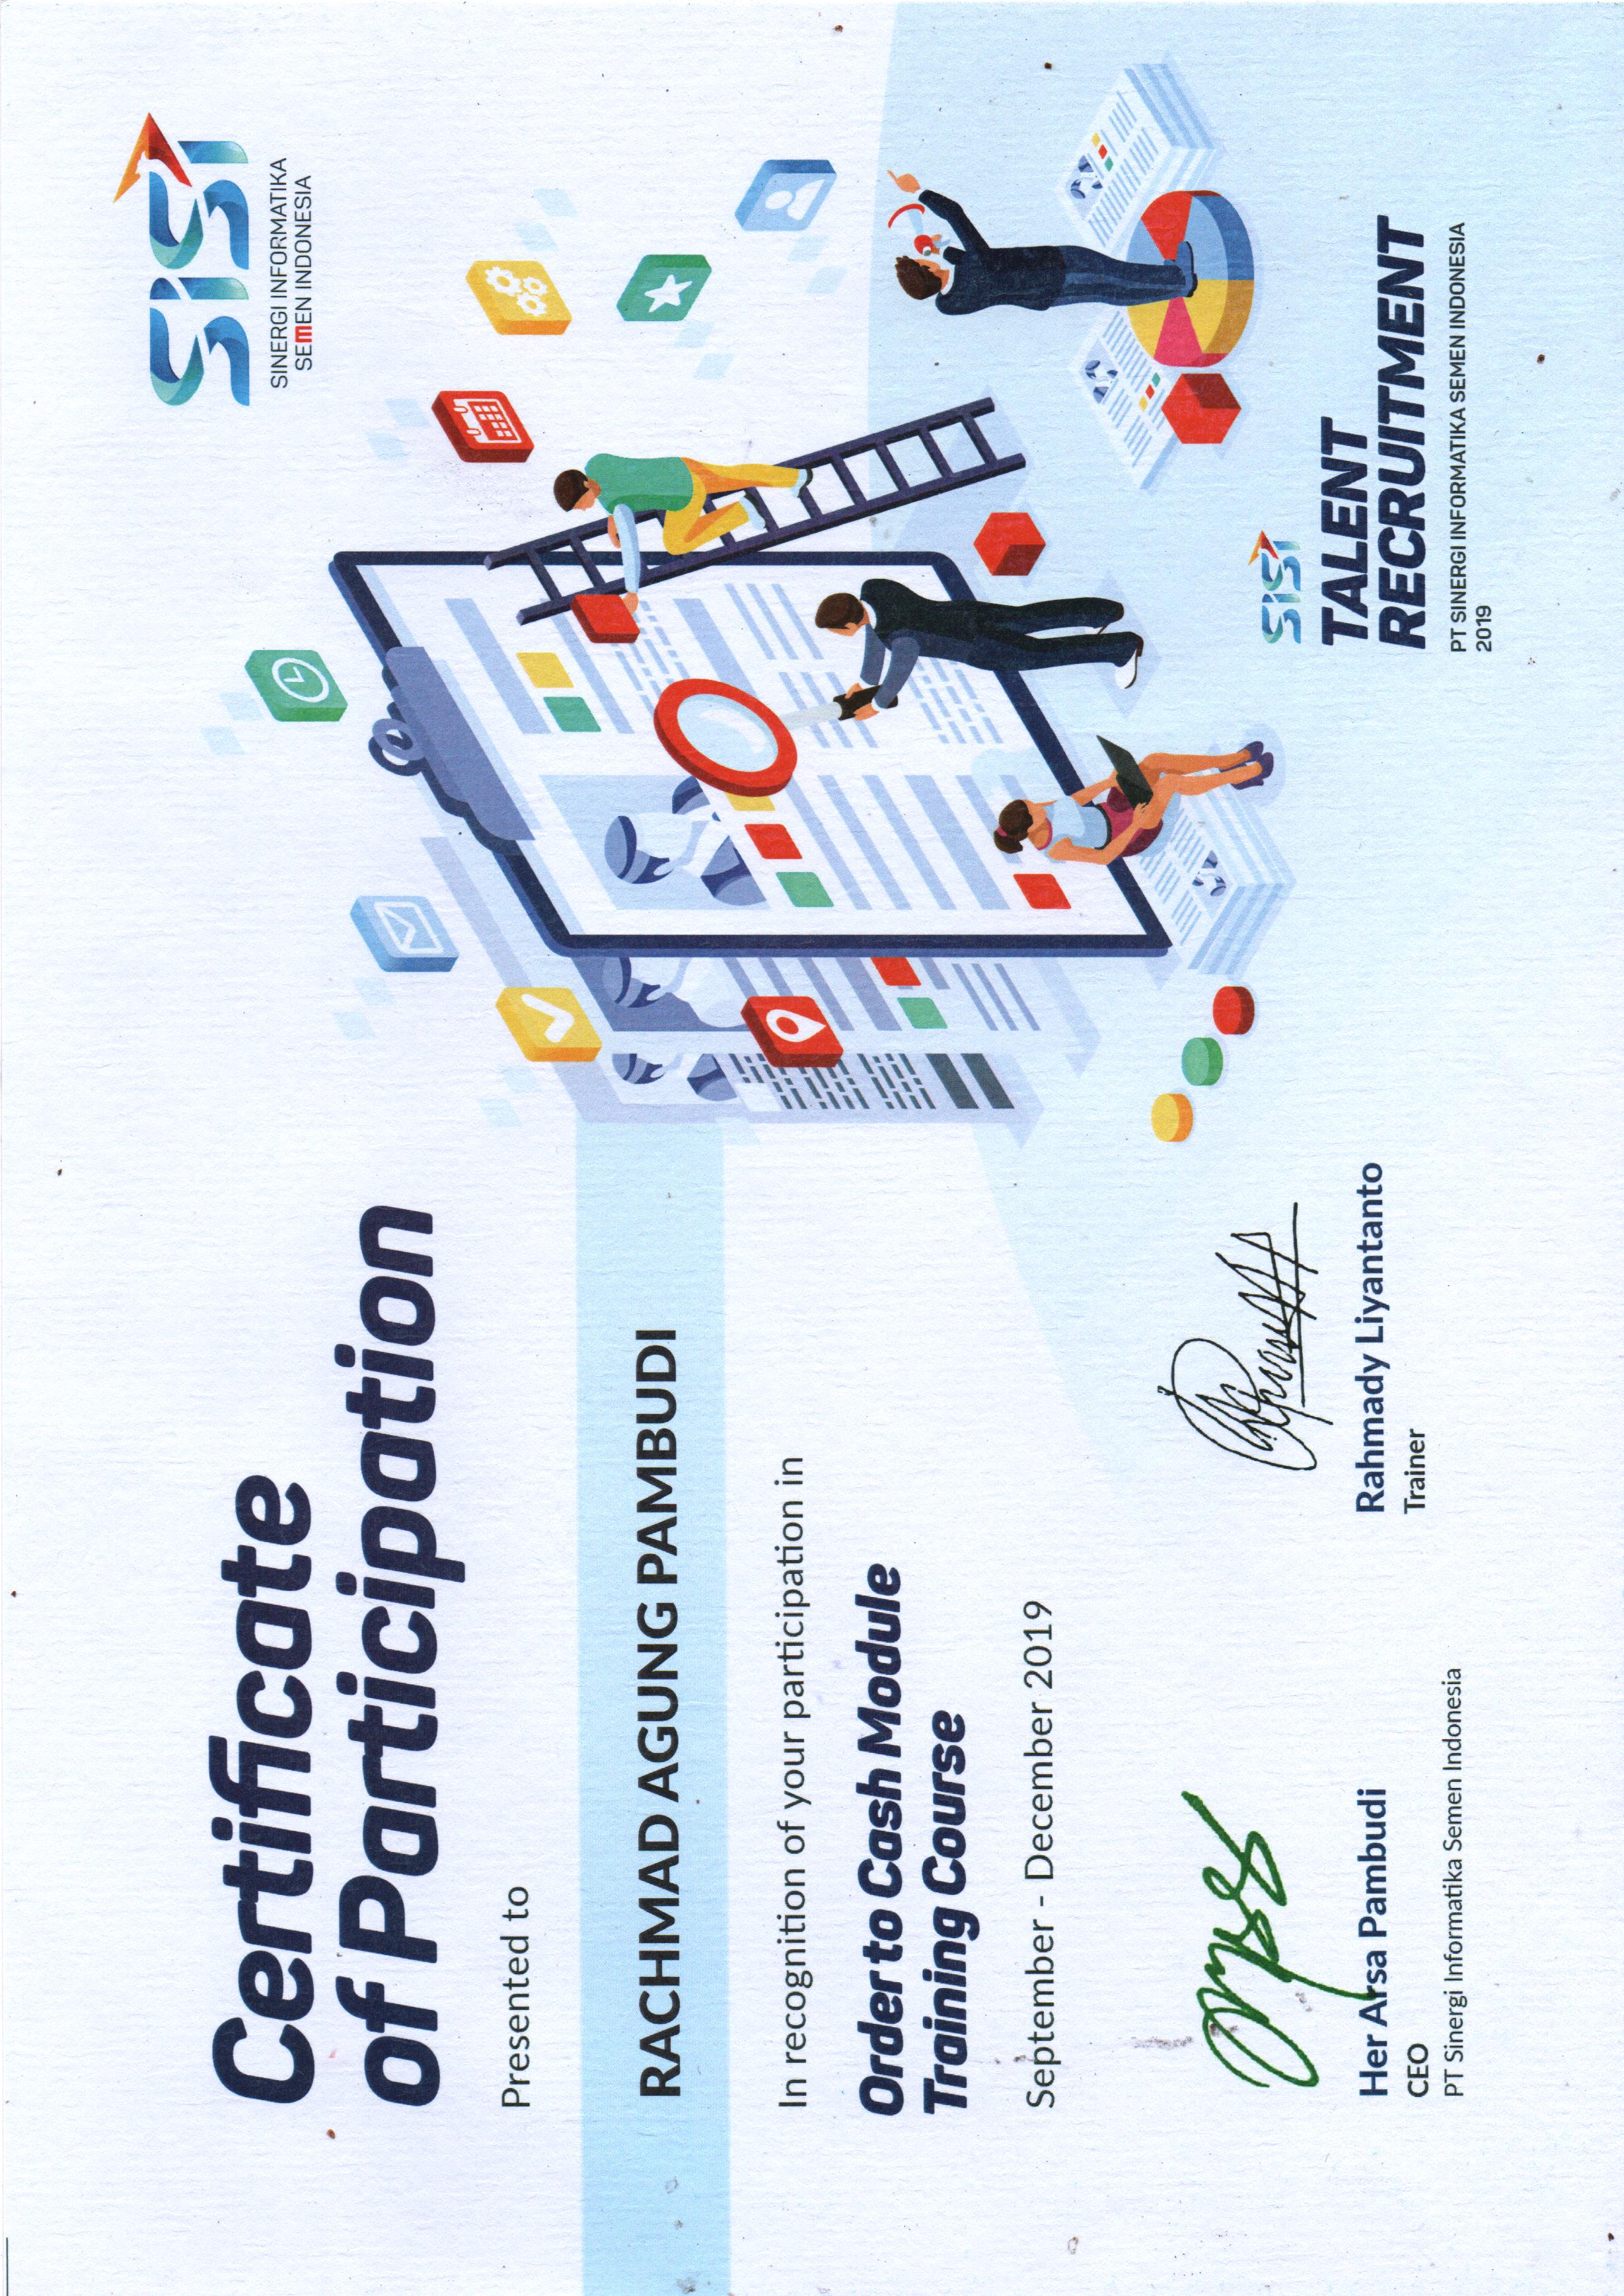 SISI
SINERGI INFORMATIKA
SEMEN INDONESIA
Certificate
of Participation
Presented to
RACHMAD AGUNG PAMBUDI
In recognition of your participation in
Order to Cash Module
Training Course
September - December 2019
Her Arsa Pambudi
CEO
PT Sinergi Informatika Semen Indonesia
Rahmady Liyantanto
Trainer
SISI
TALENT
RECRUITMENT
PT SINERGI INFORMATIKA SEMEN INDONESIA
2019